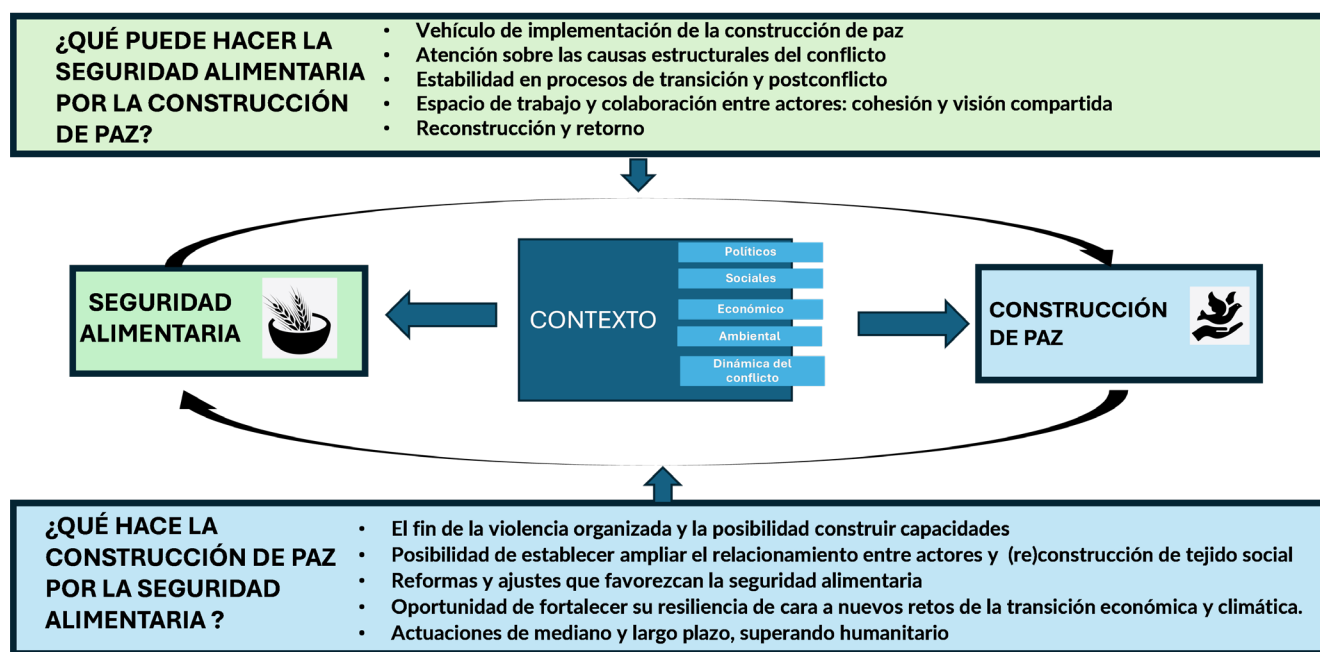 ¿QUÉ PUEDE HACER LA
SEGURIDAD ALIMENTARIA
POR LA CONSTRUCCIÓN
DE PAZ?
• Vehículo de implementación de la construcción de paz
• Atención sobre las causas estructurales del conflicto
• Estabilidad en procesos de transición y postconflicto
• Espacio de trabajo y colaboración entre actores: cohesión y visión compartida
• Reconstrucción y retorno
SEGURIDAD
ALIMENTARIA
CONTEXTO
Políticos
Sociales
Económico
Ambiental
Dinámica del
conflicto
CONSTRUCCIÓN
DE PAZ
¿QUÉ HACE LA
CONSTRUCCIÓN DE PAZ
POR LA SEGURIDAD
ALIMENTARIA ?
• El fin de la violencia organizada y la posibilidad construir capacidades
• Posibilidad de establecer ampliar el relacionamiento entre actores y (re)construcción de tejido social
• Reformas y ajustes que favorezcan la seguridad alimentaria
• Oportunidad de fortalecer su resiliencia de cara a nuevos retos de la transición económica y climática.
• Actuaciones de mediano y largo plazo, superando humanitario